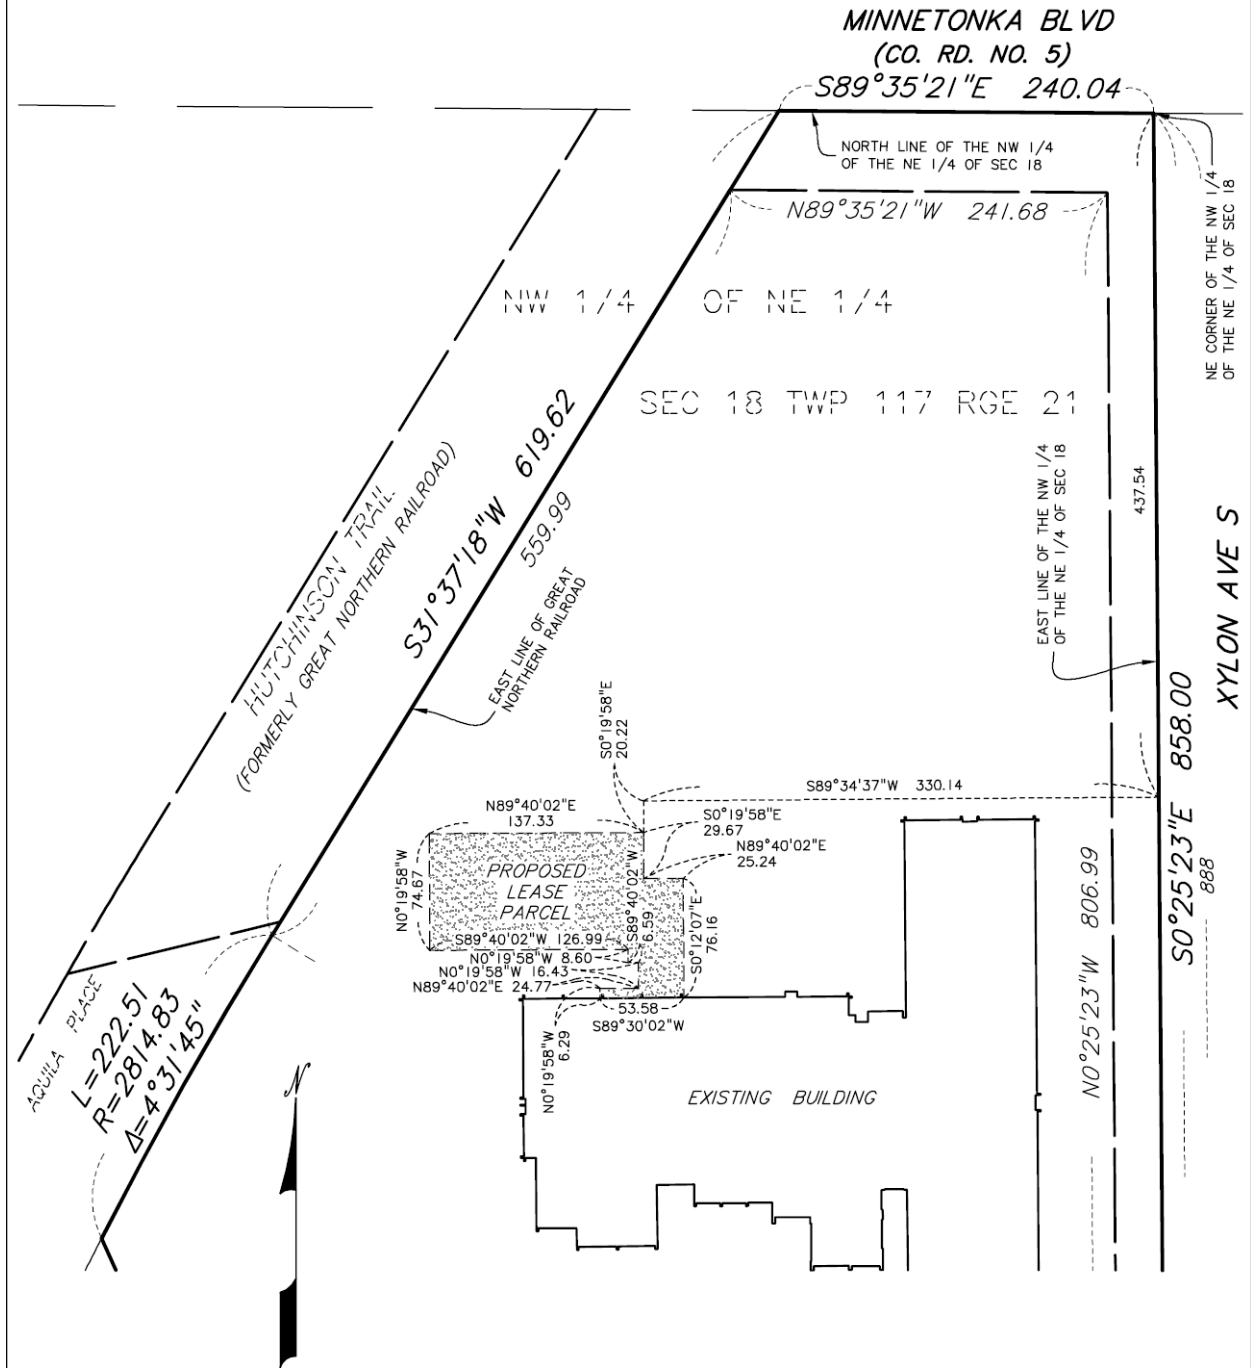 MINNETONKA BLVD
(CO. RD. NO. 5)
S89°35'21"E 240.04
NORTH LINE OF THE NW 1/4
OF THE NE 1/4 OF SEC 18
NE CORNER OF THE NW 1/4
OF THE NE 1/4 OF SEC 18
N89°35'21"W 241.68
NW 1/4 OF NE 1/4
SEC 18 TWP 117 RGE 21
HUTCHINSON TRAIL
(FORMERLY GREAT NORTHERN RAILROAD)
S31°37'18"W 619.62
559.99
EAST LINE OF GREAT
NORTHERN RAILROAD
EAST LINE OF THE NW 1/4
OF THE NE 1/4 OF SEC 18
437.54
XYLON AVE S
S0°25'23"E 858.00
888
N0°25'23"W 806.99
S0°19'58"E
20.22
S89°34'37"W 330.14
N89°40'02"E
137.33
S0°19'58"E
29.67
N89°40'02"E
25.24
N0°19'58"W
74.67
PROPOSED
LEASE
PARCEL
S89°40'02"W
6.59
S0°12'07"E
76.16
S89°40'02"W 126.99
N0°19'58"W 8.60
N0°19'58"W 16.43
N89°40'02"E 24.77
53.58
S89°30'02"W
N0°19'58"W
6.29
AQUILA PLACE
L=222.51
R=2814.83
Δ=4°31'45"
N
EXISTING BUILDING